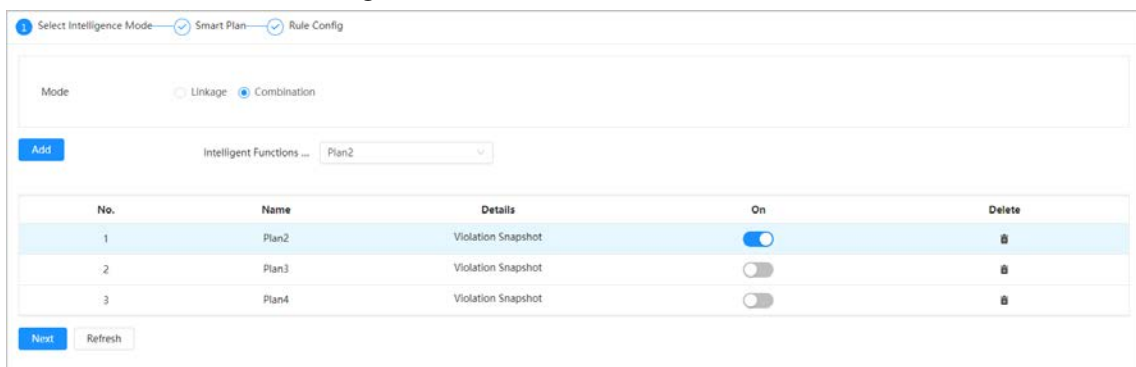 1 Select Intelligence Mode Smart Plan Rule Config
Mode Linkage Combination
Add Intelligent Functions ... Plan2
No. Name Details On Delete
1 Plan2 Violation Snapshot
2 Plan3 Violation Snapshot
3 Plan4 Violation Snapshot
Next Refresh